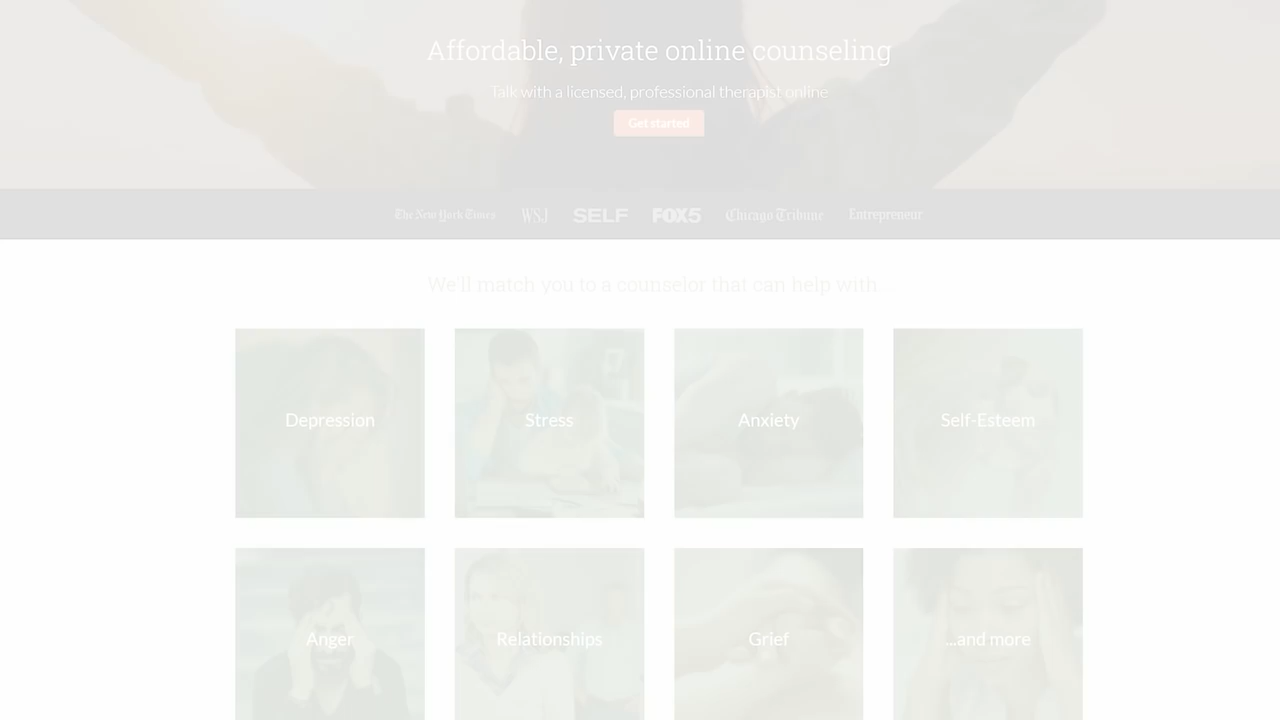 Affordable, private online counseling
Talk with a licensed, professional therapist online
Get started
The New York Times WSJ SELF FOX5 Chicago Tribune Entrepreneur
We'll match you to a counselor that can help with...
Depression Stress Anxiety Self-Esteem
Anger Relationships Grief ...and more